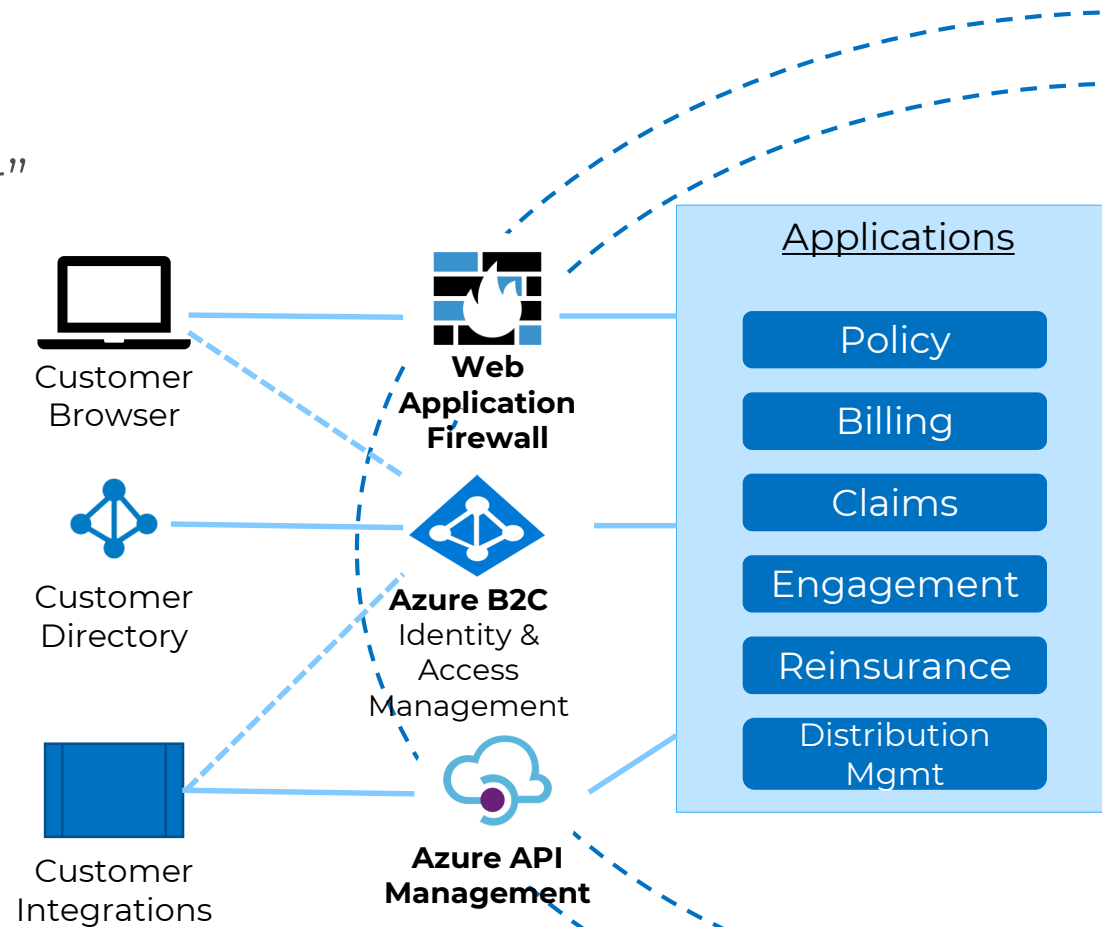 Applications
Customer
Browser
Web
Application
Firewall
Policy
Billing
Claims
Customer
Directory
Azure B2C
Identity &
Access
Management
Engagement
Reinsurance
Distribution
Mgmt
Customer
Integrations
Azure API
Management